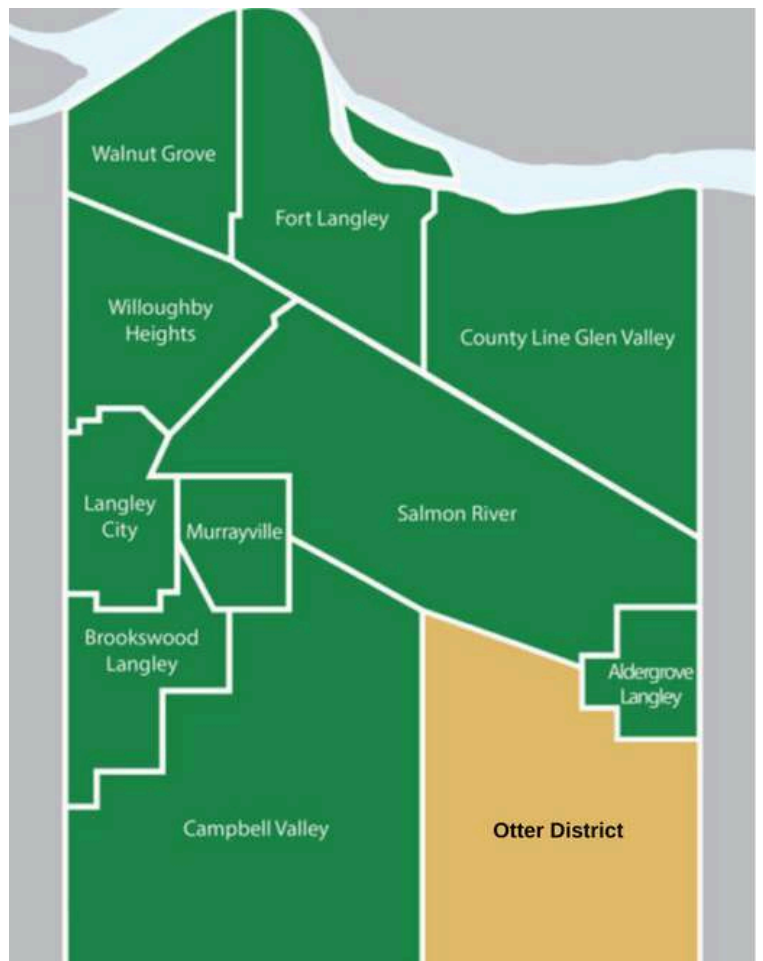 Walnut Grove
Fort Langley
Willoughby
Heights
County Line Glen Valley
Langley
City
Murrayville
Salmon River
Brookswood
Langley
Aldergrove
Langley
Campbell Valley
Otter District